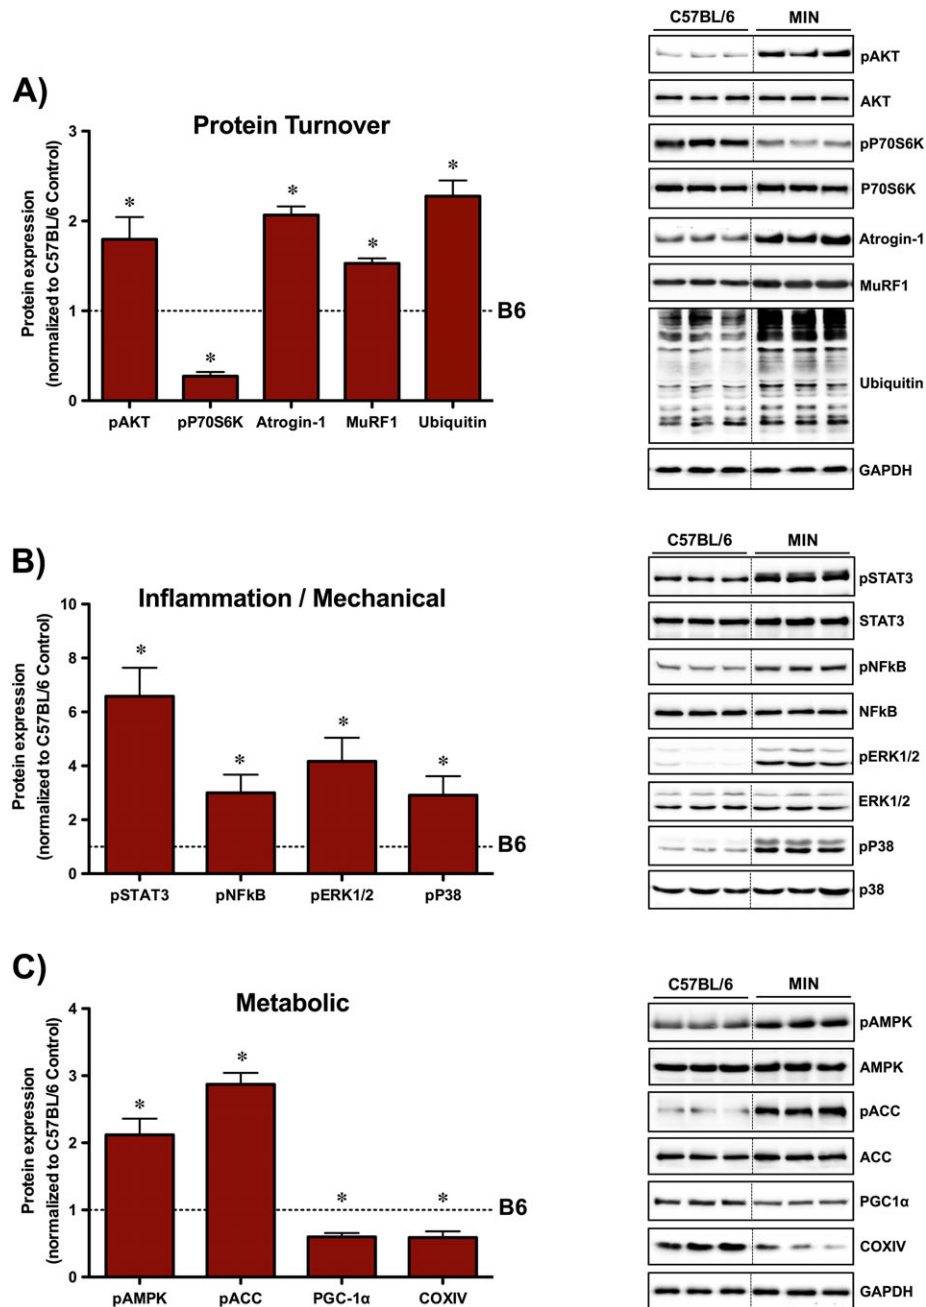 A)
Protein Turnover
Protein expression
(normalized to C57BL/6 Control)
3
2
1
0
*
*
*
*
*
B6
pAKT pP70S6K Atrogin-1 MuRF1 Ubiquitin
C57BL/6 MIN
pAKT
AKT
pP70S6K
P70S6K
Atrogin-1
MuRF1
Ubiquitin
GAPDH
B)
Inflammation / Mechanical
Protein expression
(normalized to C57BL/6 Control)
10
8
6
4
2
0
*
*
*
*
B6
pSTAT3 pNFkB pERK1/2 pP38
C57BL/6 MIN
pSTAT3
STAT3
pNFkB
NFkB
pERK1/2
ERK1/2
pP38
p38
C)
Metabolic
Protein expression
(normalized to C57BL/6 Control)
4
3
2
1
0
*
*
*
*
B6
pAMPK pACC PGC-1α COXIV
C57BL/6 MIN
pAMPK
AMPK
pACC
ACC
PGC1α
COXIV
GAPDH